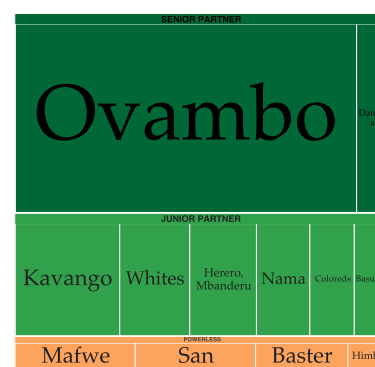 SENIOR PARTNER
Ovambo
JUNIOR PARTNER
Kavango
Whites
Herero,
Mbanderu
Nama
Coloreds
POWERLESS
Mafwe
San
Baster